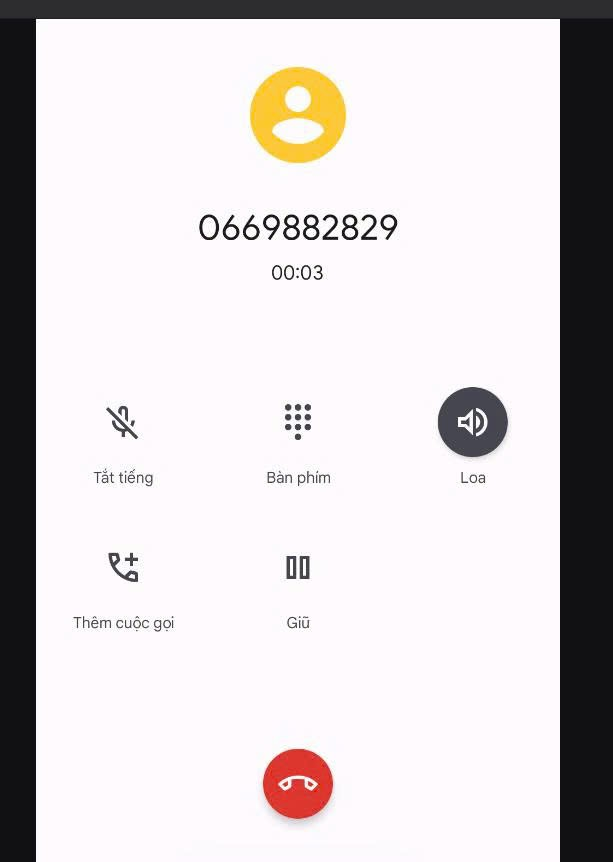 0669882829
00:03
Tắt tiếng
Bàn phím
Loa
Thêm cuộc gọi
Giữ